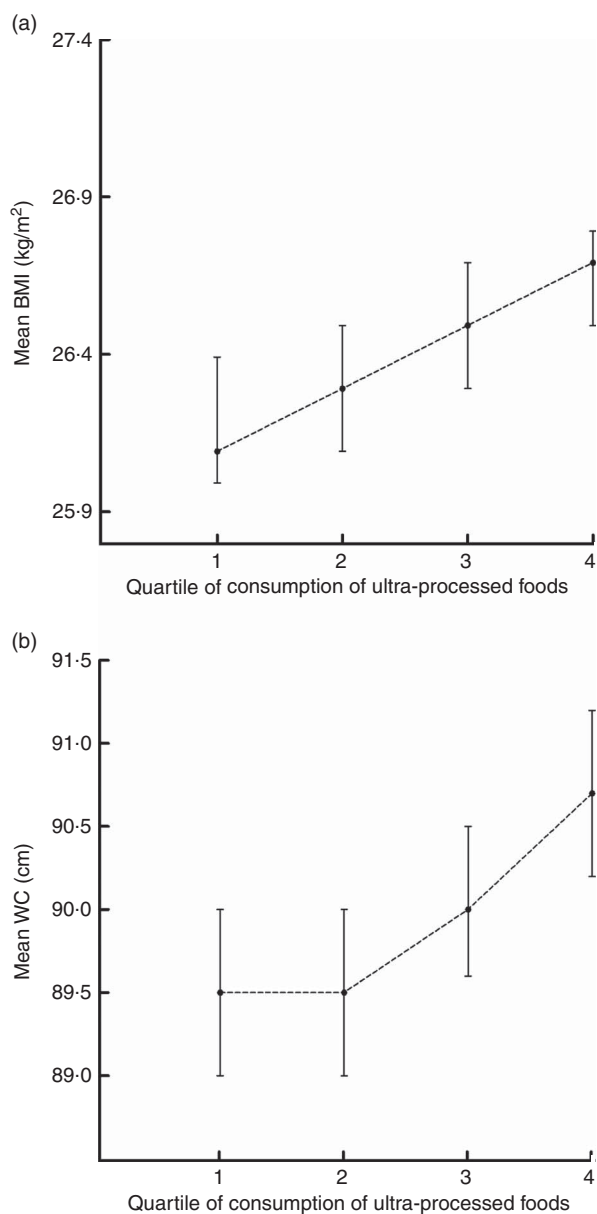 (a)
27·4
26·9
26·4
25·9
Mean BMI (kg/m²)
1 2 3 4
Quartile of consumption of ultra-processed foods
(b)
91·5
91·0
90·5
90·0
89·5
89·0
Mean WC (cm)
1 2 3 4
Quartile of consumption of ultra-processed foods